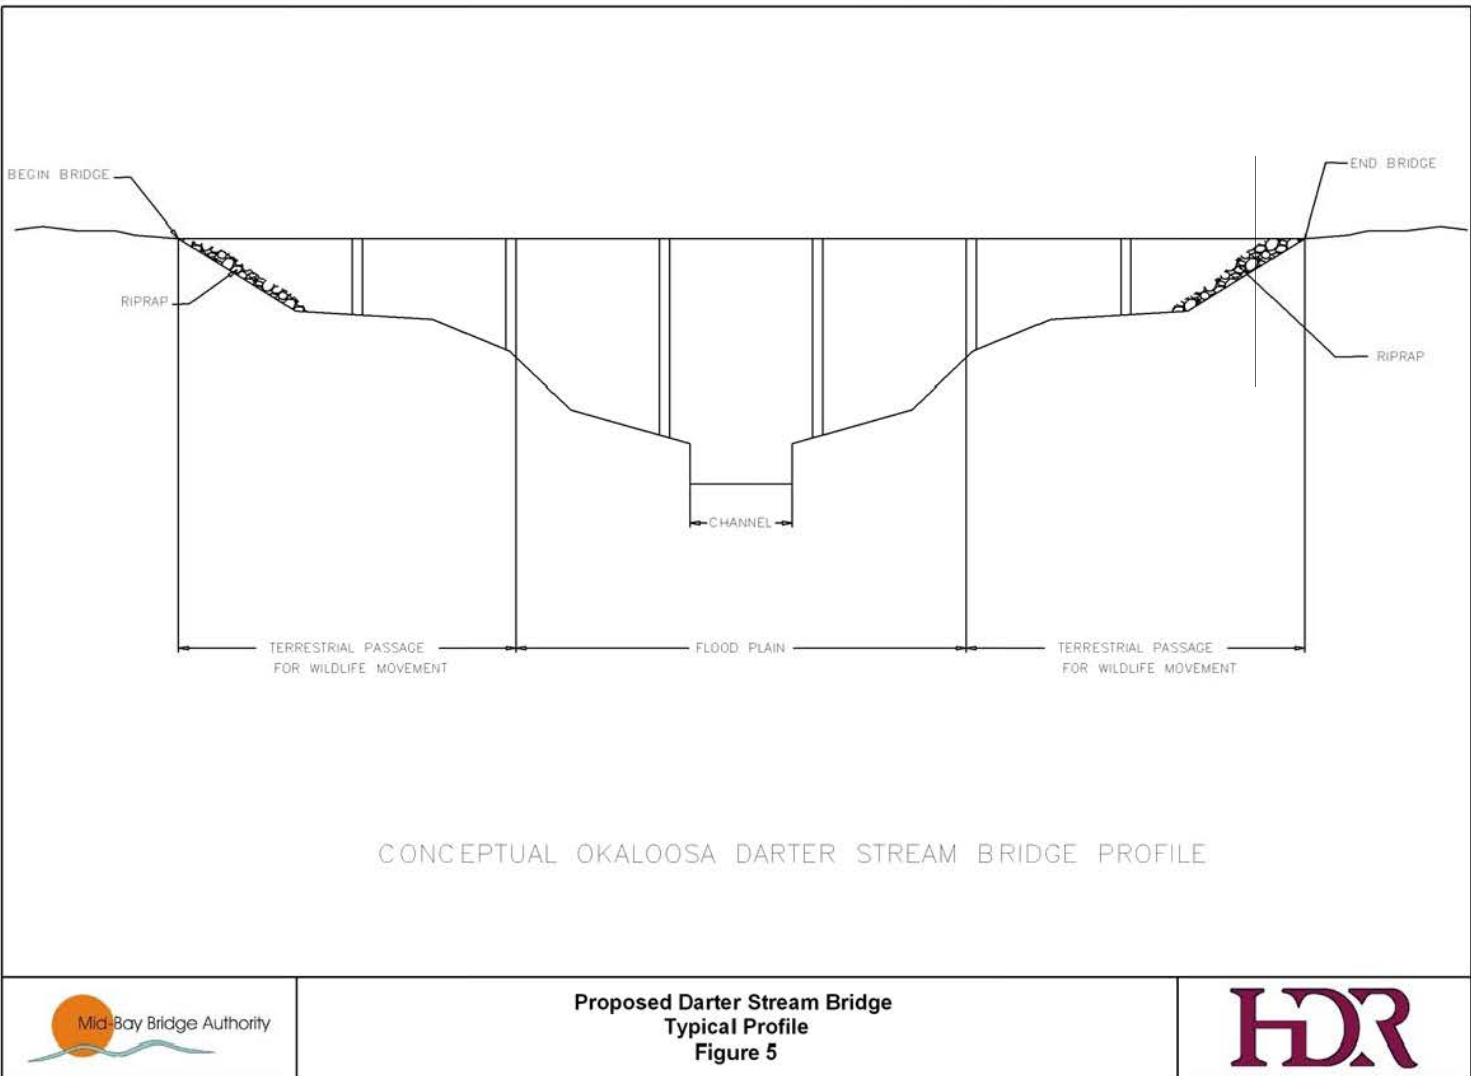 BEGIN BRIDGE
END BRIDGE
RIPRAP
RIPRAP
CHANNEL
TERRESTRIAL PASSAGE
FOR WILDLIFE MOVEMENT
FLOOD PLAIN
TERRESTRIAL PASSAGE
FOR WILDLIFE MOVEMENT
CONCEPTUAL OKALOOSA DARTER STREAM BRIDGE PROFILE
Mid-Bay Bridge Authority
Proposed Darter Stream Bridge
Typical Profile
Figure 5
HDR